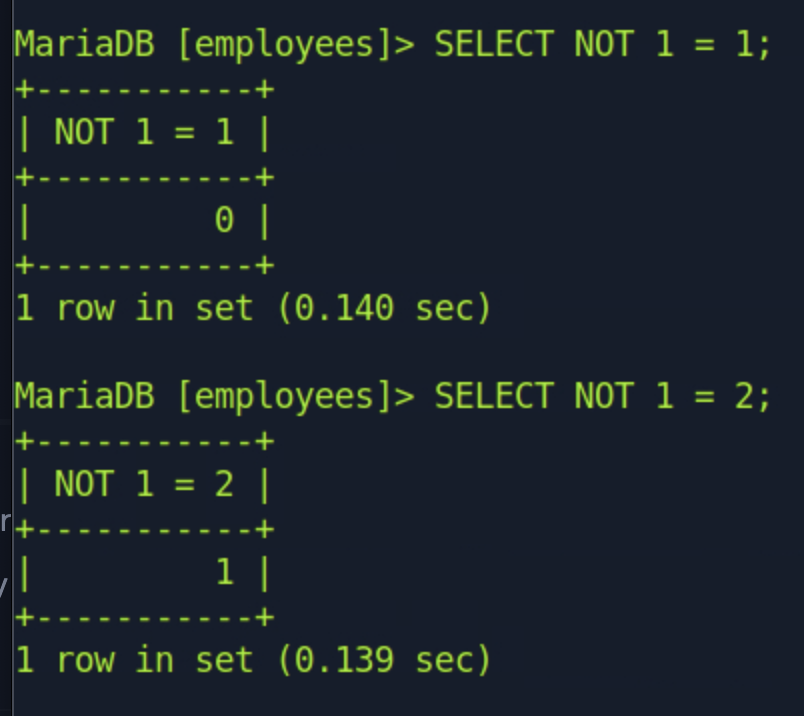 MariaDB [employees]> SELECT NOT 1 = 1;
+-----------+
| NOT 1 = 1 |
+-----------+
|         0 |
+-----------+
1 row in set (0.140 sec)
MariaDB [employees]> SELECT NOT 1 = 2;
+-----------+
| NOT 1 = 2 |
+-----------+
|         1 |
+-----------+
1 row in set (0.139 sec)